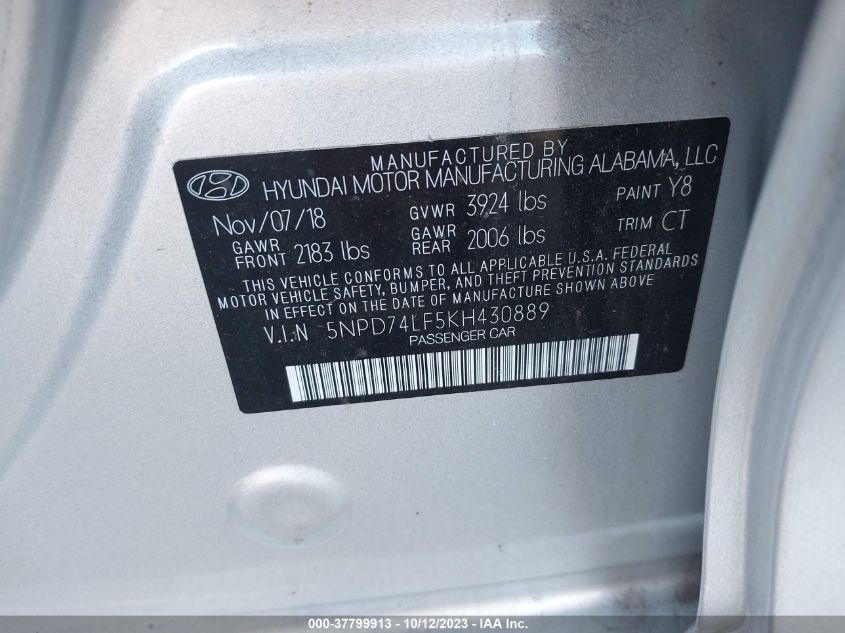 MANUFACTURED BY
HYUNDAI MOTOR MANUFACTURING ALABAMA, LLC
Nov/07/18 GVWR 3924 lbs PAINT Y8
GAWR FRONT 2183 lbs GAWR REAR 2006 lbs TRIM CT
THIS VEHICLE CONFORMS TO ALL APPLICABLE U.S.A. FEDERAL
MOTOR VEHICLE SAFETY, BUMPER, AND THEFT PREVENTION STANDARDS
IN EFFECT ON THE DATE OF MANUFACTURE SHOWN ABOVE.
V.I.N 5NPD74LF5KH430889
PASSENGER CAR
000-37799913 - 10/12/2023 - IAA Inc.